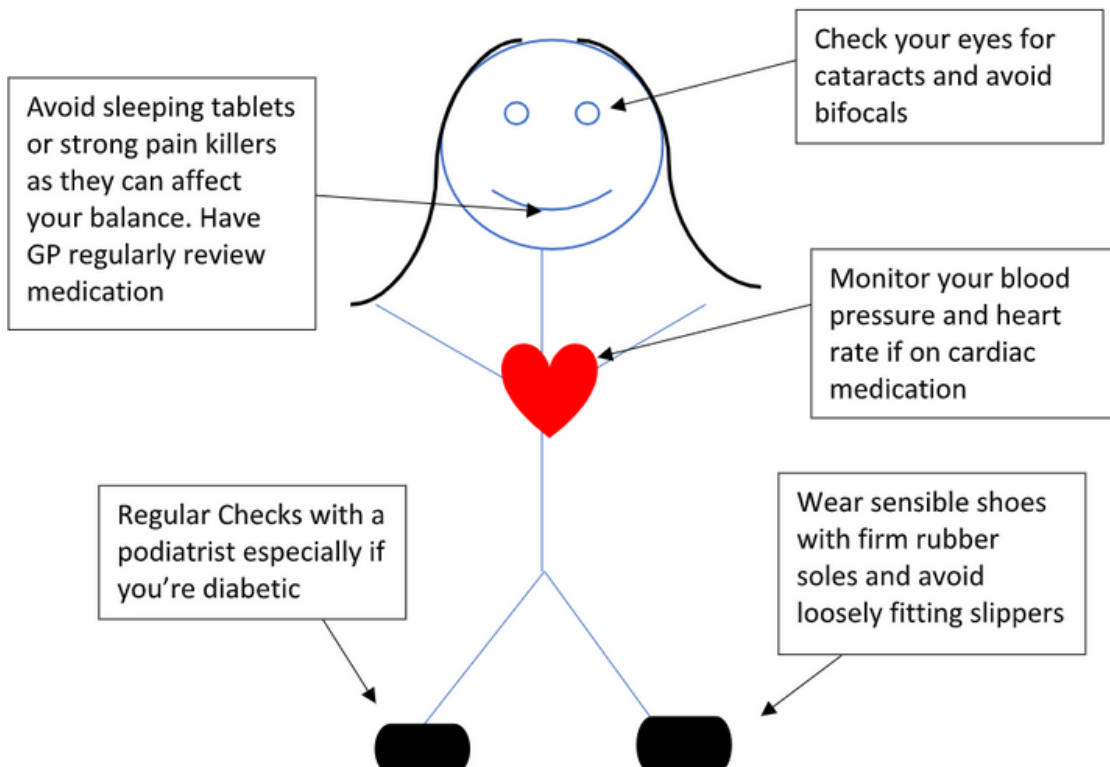 Check your eyes for
cataracts and avoid
bifocals
Avoid sleeping tablets
or strong pain killers
as they can affect
your balance. Have
GP regularly review
medication
Monitor your blood
pressure and heart
rate if on cardiac
medication
Regular Checks with a
podiatrist especially if
you’re diabetic
Wear sensible shoes
with firm rubber
soles and avoid
loosely fitting slippers